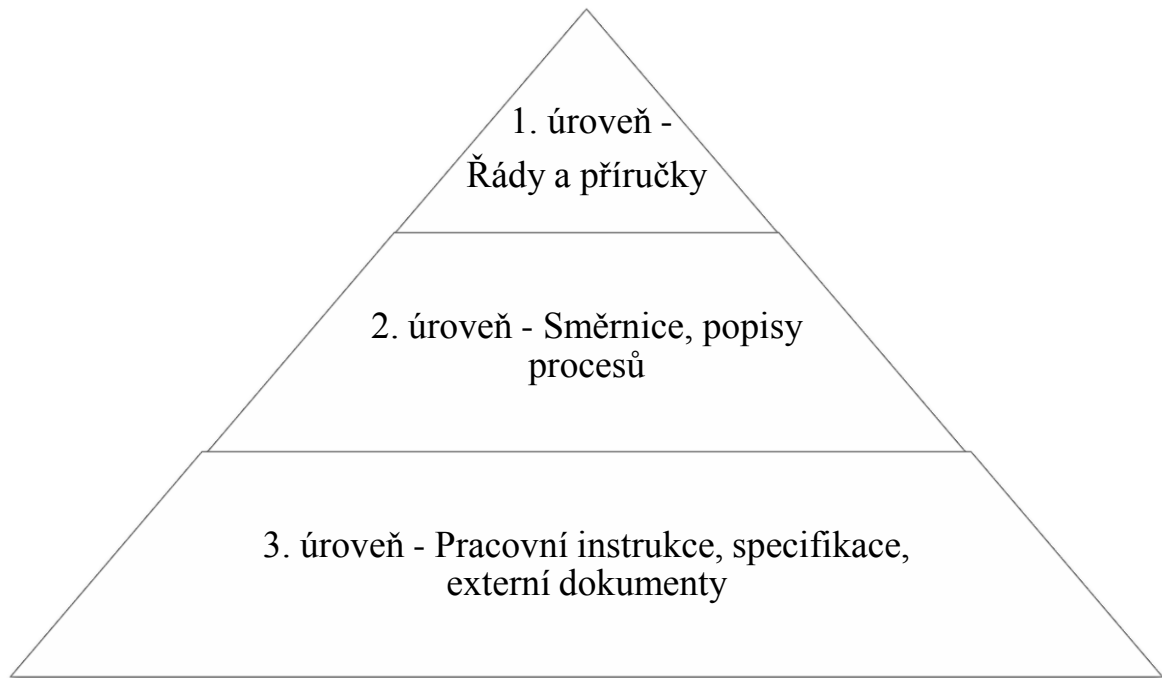 1. úroveň -
Řády a příručky
2. úroveň - Směrnice, popisy
procesů
3. úroveň - Pracovní instrukce, specifikace,
externí dokumenty